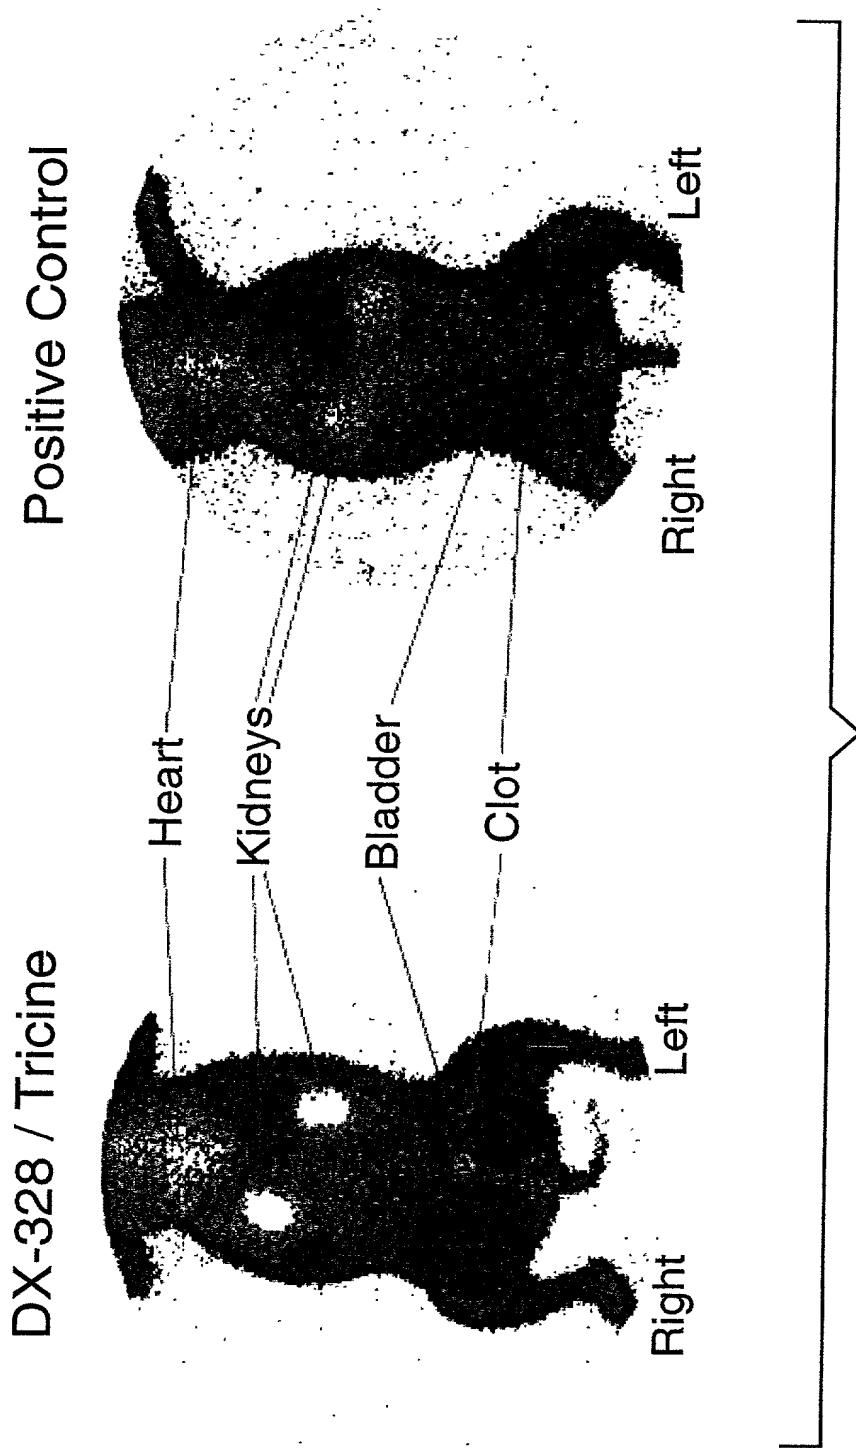 DX-328 / Tricine
Positive Control
Heart
Kidneys
Bladder
Clot
Right
Left
Right
Left